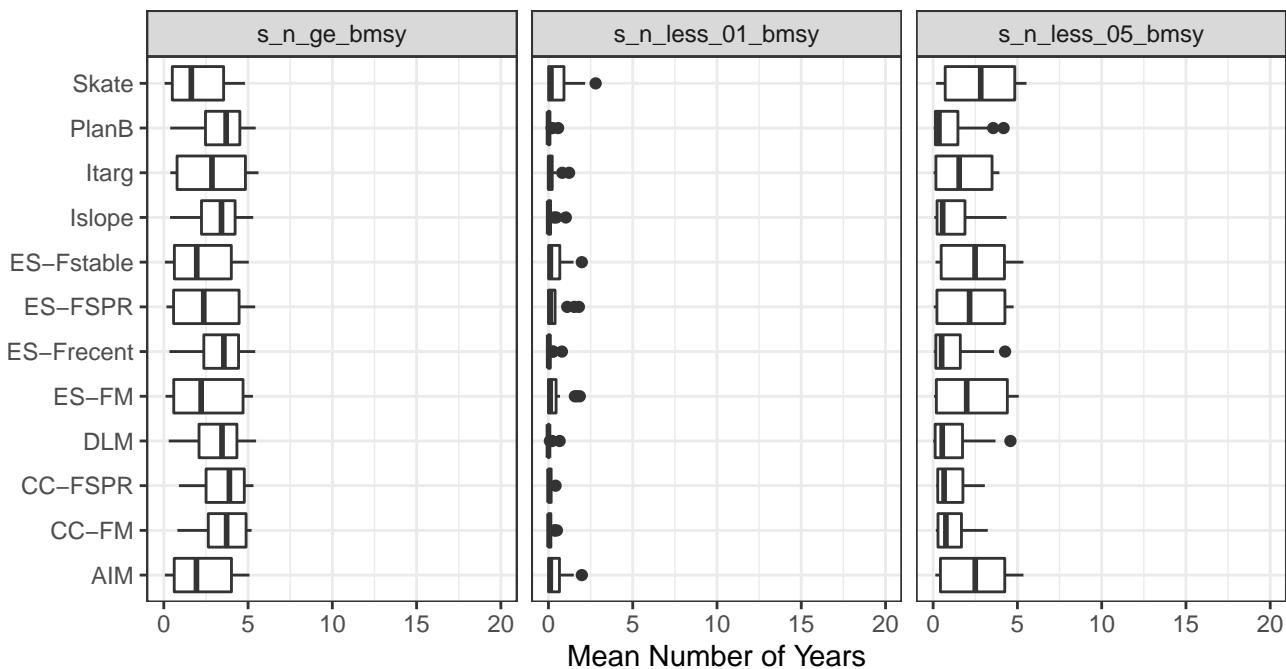 s_n_ge_bmsy s_n_less_01_bmsy s_n_less_05_bmsy
Skate
PlanB
Itarg
Islope
ES−Fstable
ES−FSPR
ES−Frecent
ES−FM
DLM
CC−FSPR
CC−FM
AIM
0 5 10 15 20 0 5 10 15 20 0 5 10 15 20
Mean Number of Years